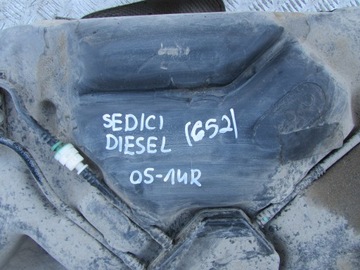 SEDICI (652)
DIESEL
05-14R